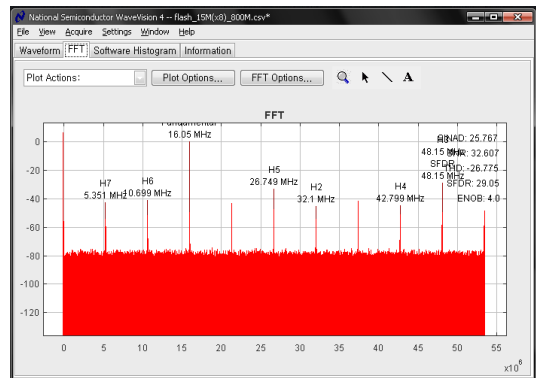 National Semiconductor WaveVision 4 -- flash_15M(x8)_800M.csv*
File View Acquire Settings Window Help
Waveform FFT Software Histogram Information
Plot Actions: Plot Options... FFT Options... A
FFT
Fundamental
16.05 MHz
H3
48.15 MHz
SFDR
48.15 MHz
SINAD: 25.767
SNR: 32.607
THD: -26.775
SFDR: 29.05
ENOB: 4.0
H5
26.749 MHz
H7
5.351 MHz
H6
10.699 MHz
H2
32.1 MHz
H4
42.799 MHz
0
-20
-40
-60
-80
-100
-120
0 5 10 15 20 25 30 35 40 45 50 55
x10^6